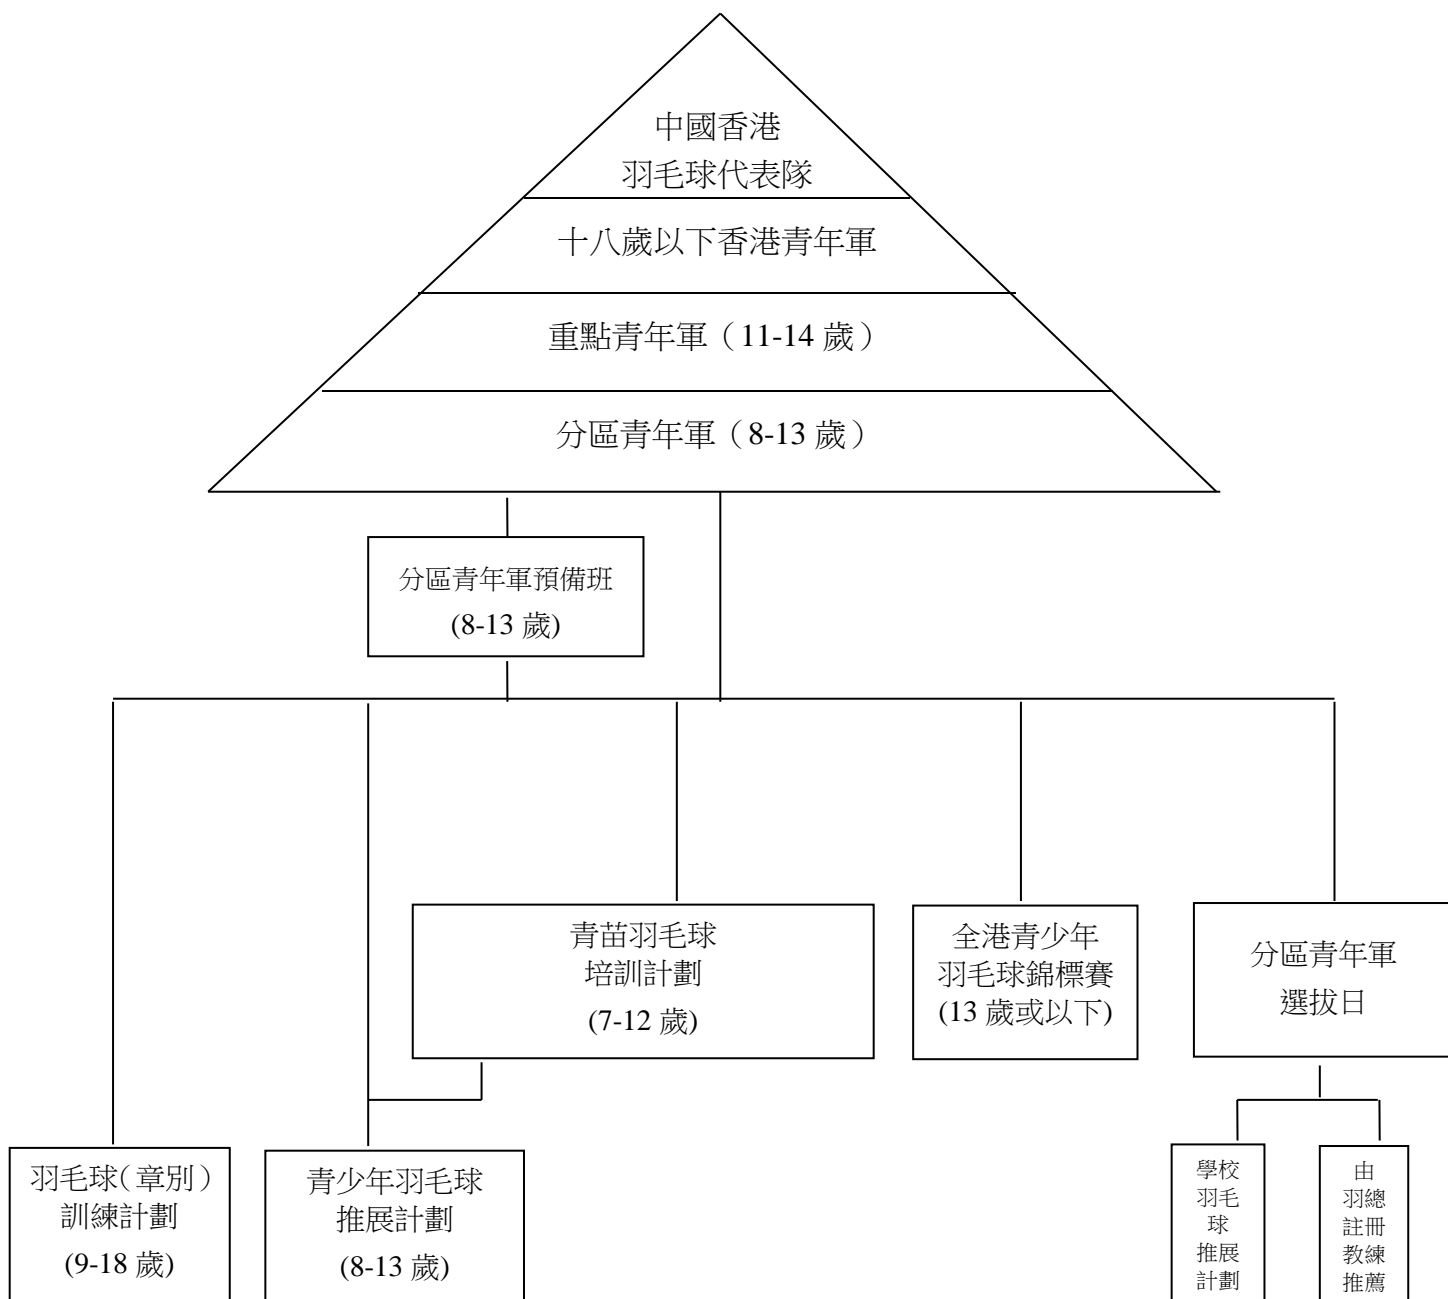 中國香港
羽毛球代表隊
十八歲以下香港青年軍
重點青年軍（11-14 歲）
分區青年軍（8-13 歲）
分區青年軍預備班
(8-13 歲)
青苗羽毛球
培訓計劃
(7-12 歲)
全港青少年
羽毛球錦標賽
(13 歲或以下)
分區青年軍
選拔日
羽毛球（章別）
訓練計劃
(9-18 歲)
青少年羽毛球
推展計劃
(8-13 歲)
學校
羽毛
球
推展
計劃
由
羽總
註冊
教練
推薦